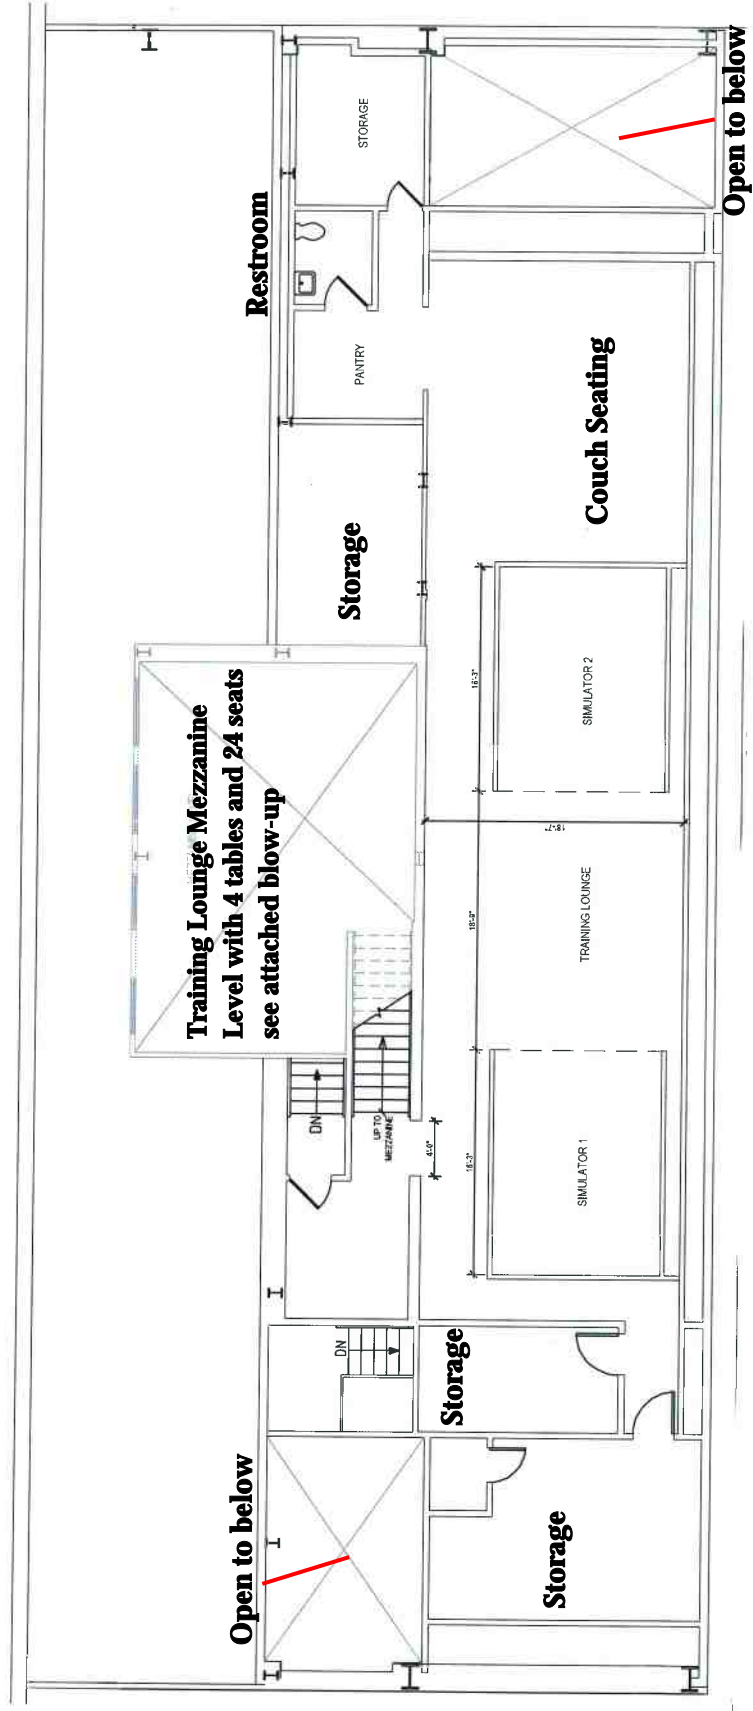 Open to below
STORAGE
Restroom
PANTRY
Couch Seating
Storage
16'-3"
SIMULATOR 2
Training Lounge Mezzanine
Level with 4 tables and 24 seats
see attached blow-up
18'-7"
18'-9"
TRAINING LOUNGE
DN
UP TO
MEZZANINE
4'-0"
16'-3"
SIMULATOR 1
DN
Storage
Open to below
Storage